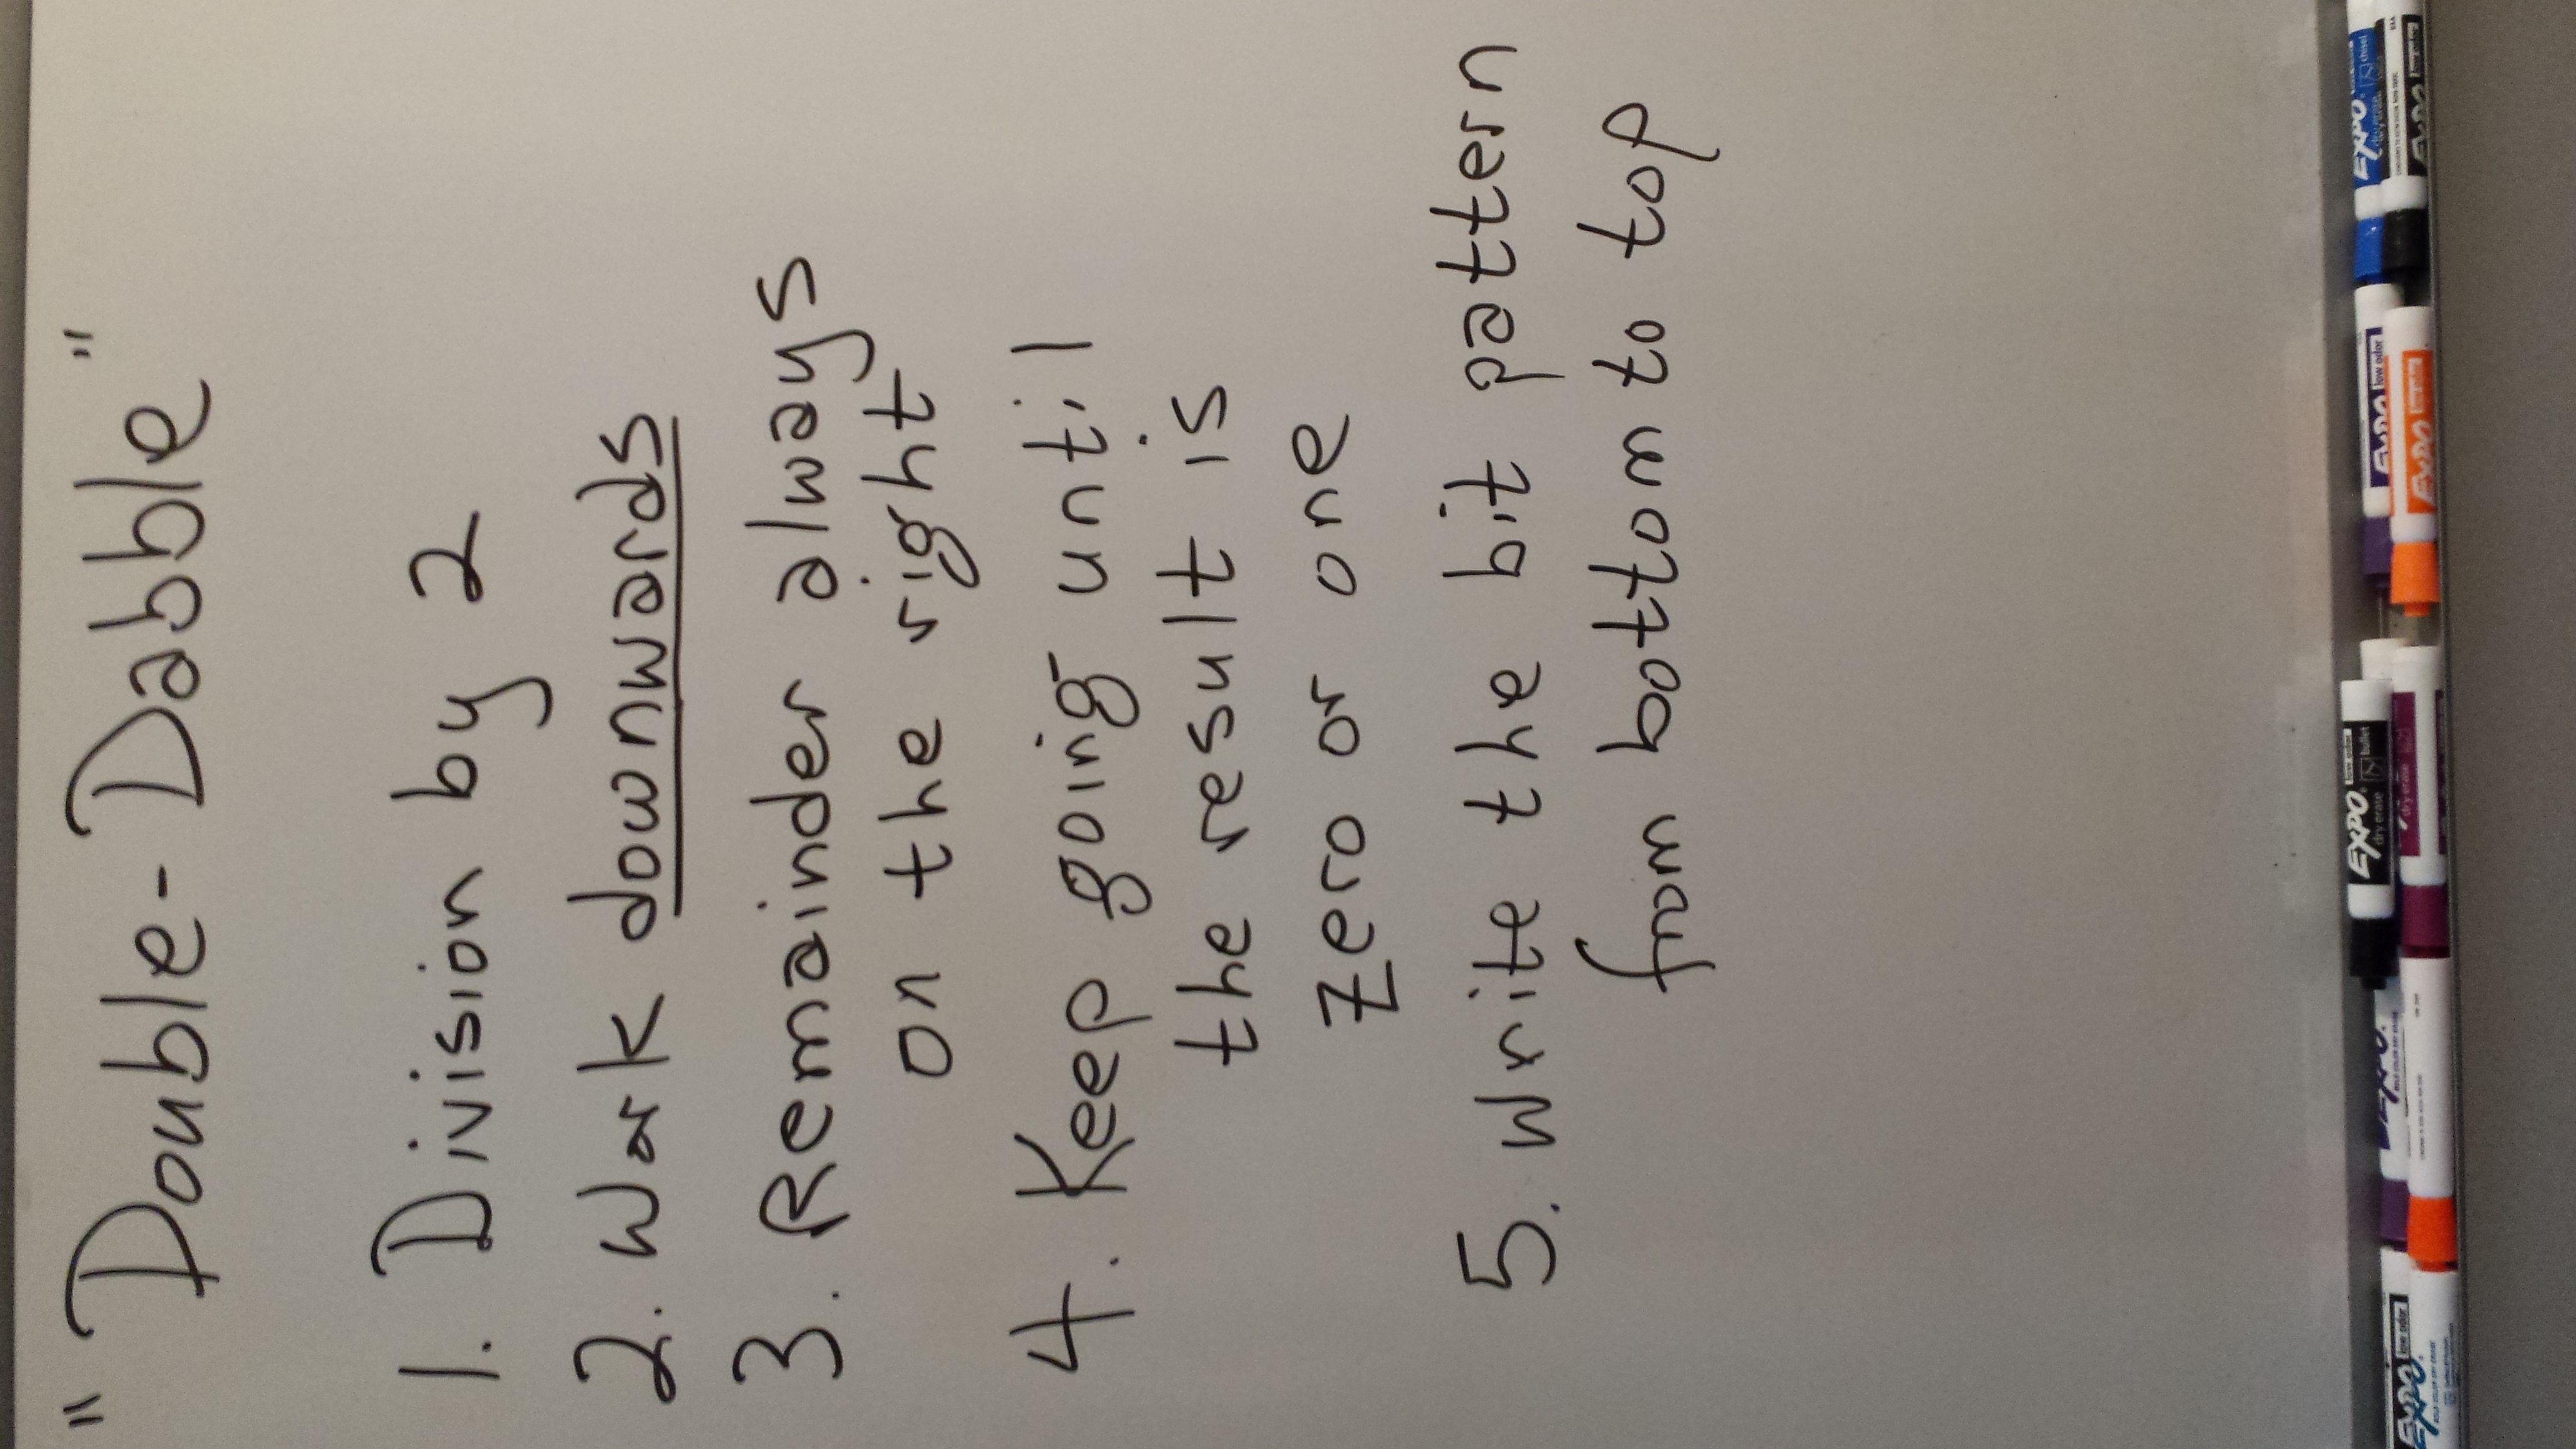 "Double-Dabble"
1. Division by 2
2. Work downwards
3. Remainder always
on the right
4. Keep going until
the result is
zero or one
5. Write the bit pattern
from bottom to top
EXPO low odor
dry erase bullet
EXPO low odor
EXPO chisel
EXPO low odor
EXPO
dry erase
EXPO low odor
EXPO low odor